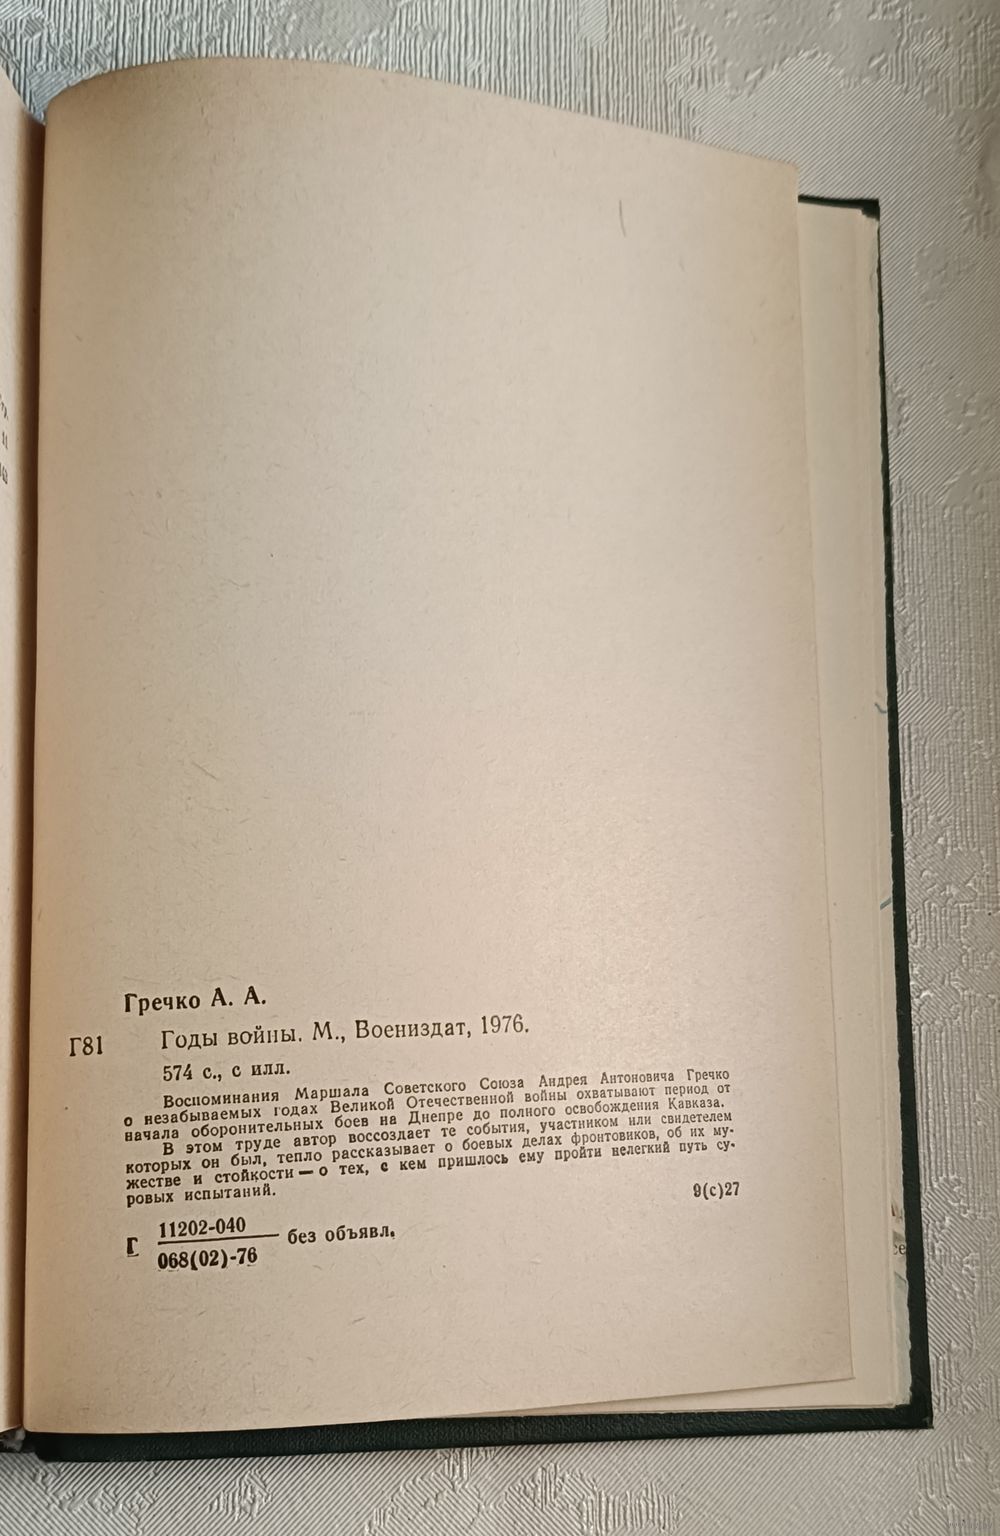 11
Гречко А. А.
Г81 Годы войны. М., Воениздат, 1976.
574 с., с илл.
Воспоминания Маршала Советского Союза Андрея Антоновича Гречко
о незабываемых годах Великой Отечественной войны охватывают период от
начала оборонительных боев на Днепре до полного освобождения Кавказа.
В этом труде автор воссоздает те события, участником или свидетелем
которых он был, тепло рассказывает о боевых делах фронтовиков, об их му-
жестве и стойкости — о тех, с кем пришлось ему пройти нелегкий путь су-
ровых испытаний.
9(с)27
Г 11202-040 без объявл.
068(02)-76